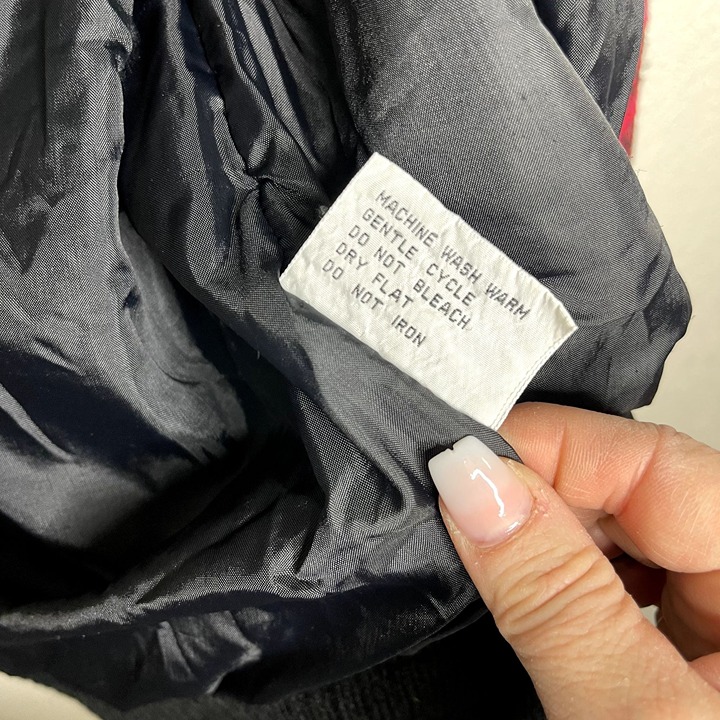 MACHINE WASH WARM
GENTLE CYCLE
DO NOT BLEACH
DRY FLAT
DO NOT IRON